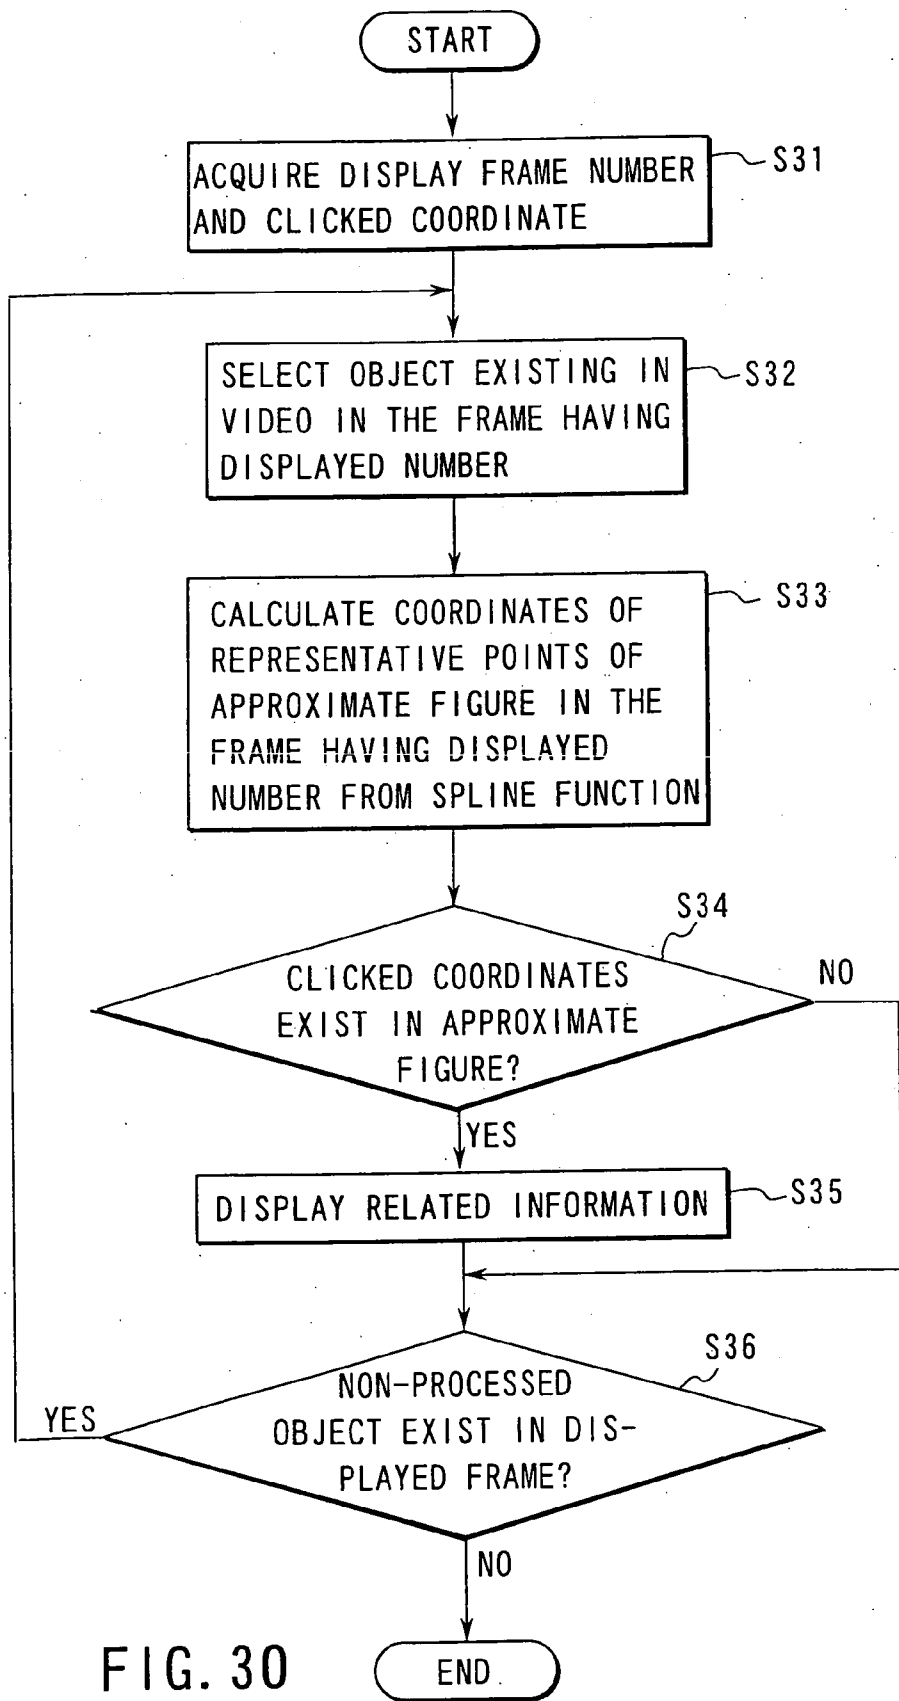 START
ACQUIRE DISPLAY FRAME NUMBER
AND CLICKED COORDINATE
S31
SELECT OBJECT EXISTING IN
VIDEO IN THE FRAME HAVING
DISPLAYED NUMBER
S32
CALCULATE COORDINATES OF
REPRESENTATIVE POINTS OF
APPROXIMATE FIGURE IN THE
FRAME HAVING DISPLAYED
NUMBER FROM SPLINE FUNCTION
S33
S34
CLICKED COORDINATES
EXIST IN APPROXIMATE
FIGURE?
NO
YES
DISPLAY RELATED INFORMATION
S35
S36
NON-PROCESSED
OBJECT EXIST IN DIS-
PLAYED FRAME?
YES
NO
END
FIG. 30